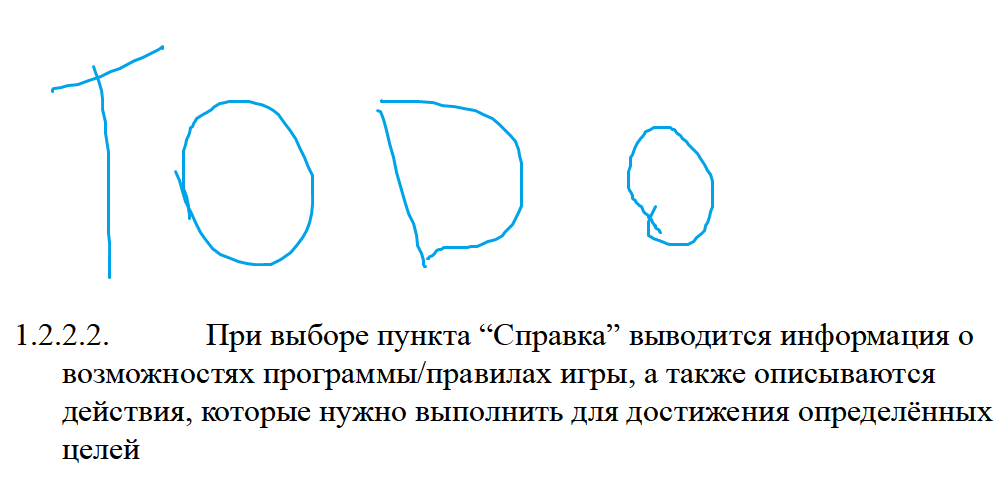 TODO
1.2.2.2. При выборе пункта “Справка” выводится информация о
возможностях программы/правилах игры, а также описываются
действия, которые нужно выполнить для достижения определённых
целей